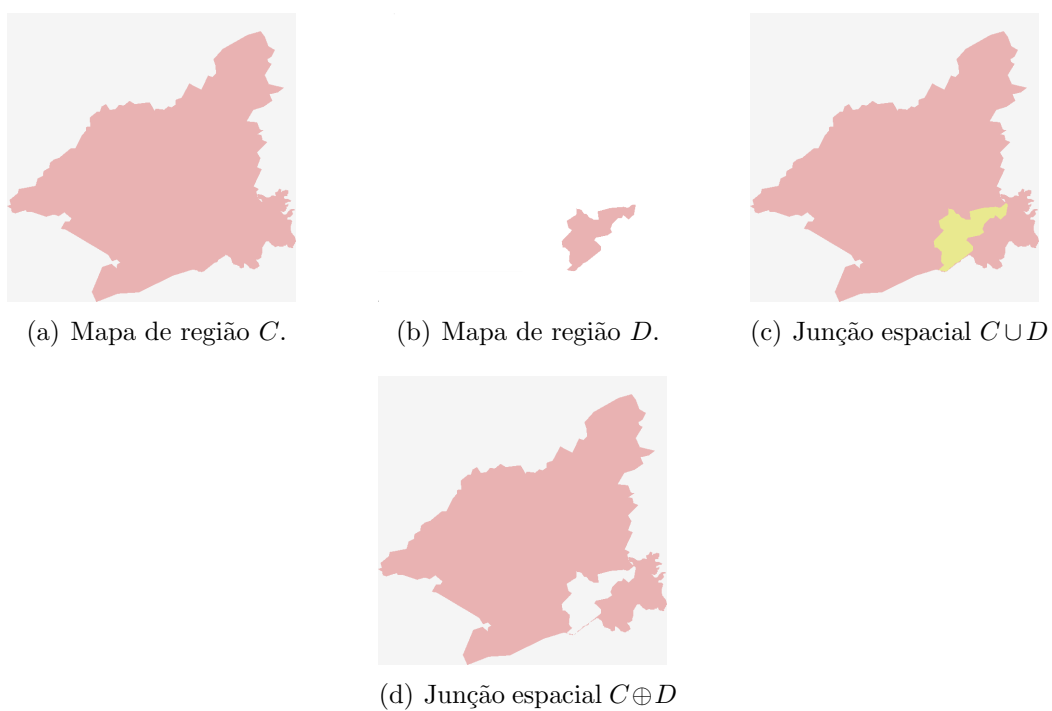 (a) Mapa de região C.
(b) Mapa de região D.
(c) Junção espacial C ∪ D
(d) Junção espacial C ⊕ D